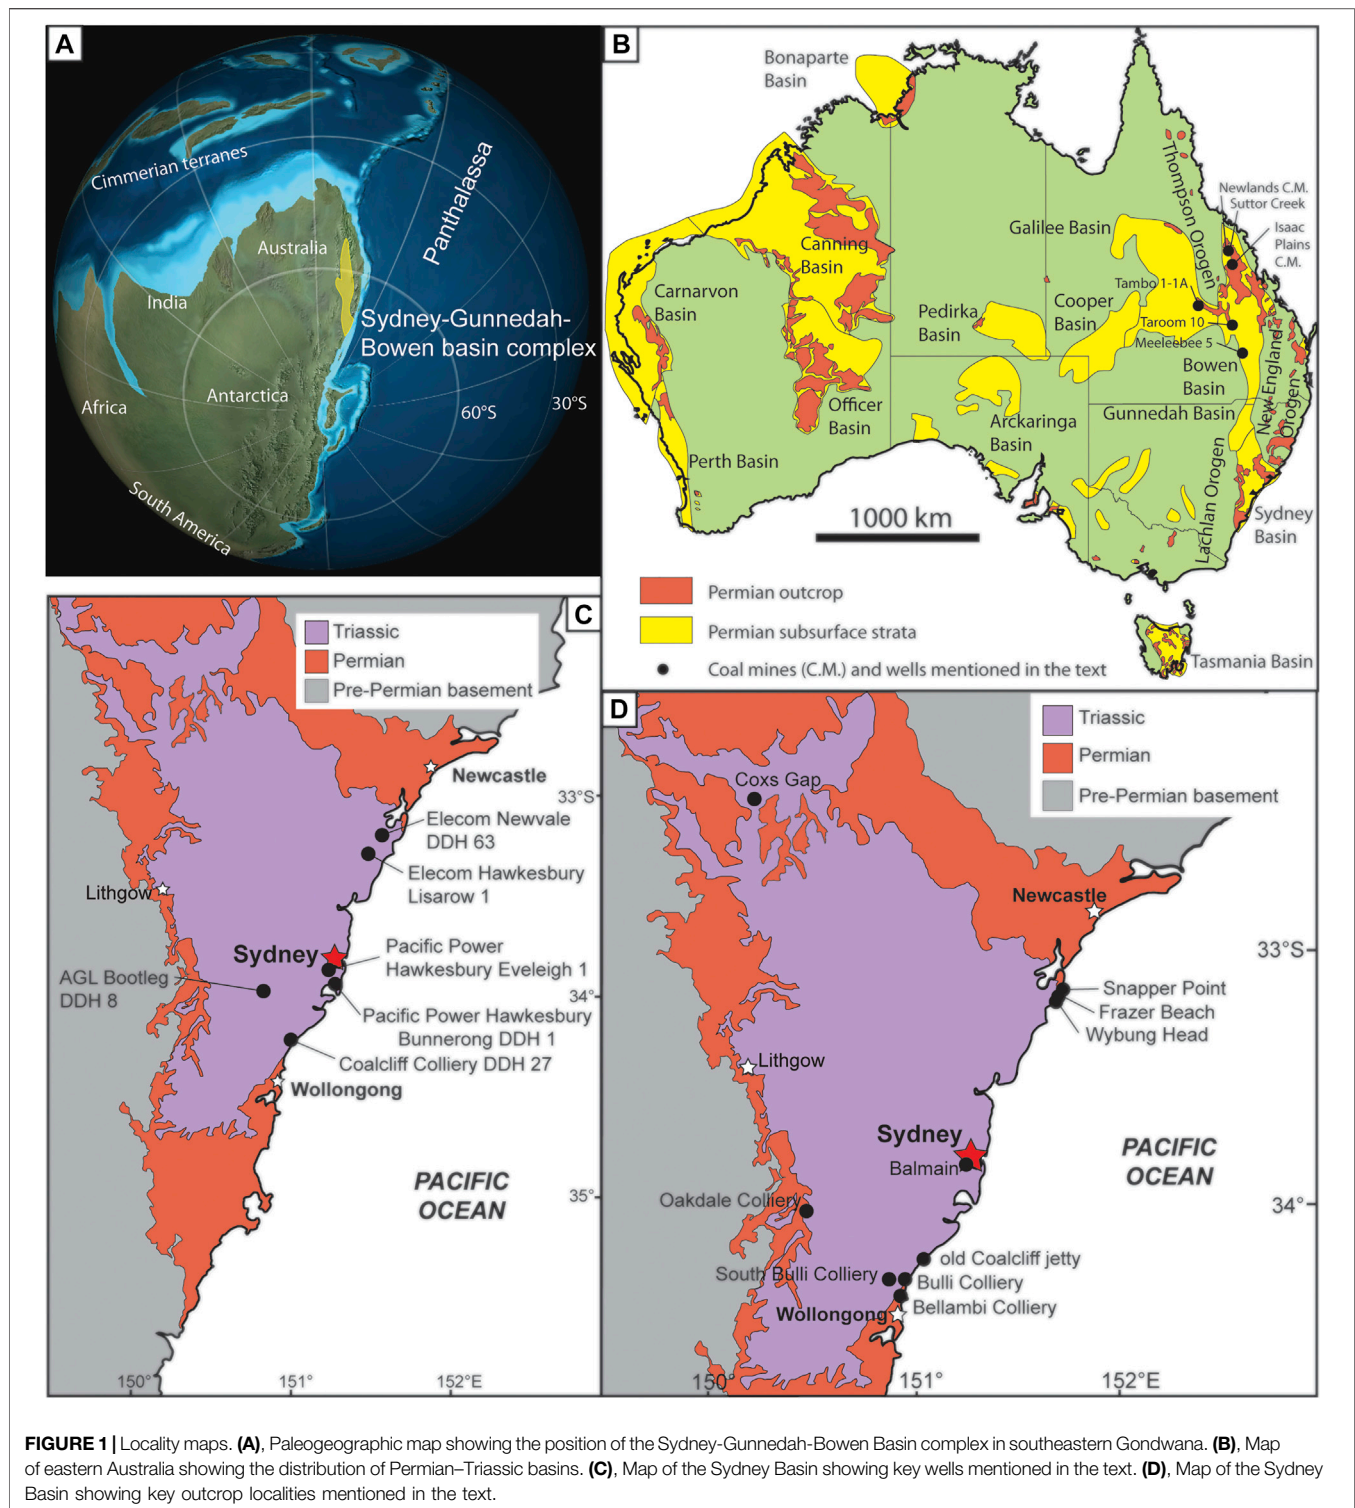 A
Cimmerian terranes
Panthalassa
Australia
India
Sydney-Gunnedah-
Bowen basin complex
Antarctica
Africa
60°S
30°S
South America
B
Bonaparte
Basin
Thompson Orogen
Newlands C.M.
Suttor Creek
Isaac
Plains
C.M.
Galilee Basin
Canning
Basin
Tambo 1-1A
Carnarvon
Basin
Pedirka
Basin
Cooper
Basin
Taroom 10
Meeleebee 5
Bowen
Basin
New England
Orogen
Officer
Basin
Arckaringa
Basin
Gunnedah Basin
Perth Basin
Lachlan Orogen
Sydney
Basin
1000 km
Permian outcrop
Permian subsurface strata
Coal mines (C.M.) and wells mentioned in the text
Tasmania Basin
C
Triassic
Permian
Pre-Permian basement
Newcastle
33°S
Elecom Newvale
DDH 63
Elecom Hawkesbury
Lisarow 1
Lithgow
Sydney
Pacific Power
Hawkesbury Eveleigh 1
AGL Bootleg
DDH 8
34°
Pacific Power Hawkesbury
Bunnerong DDH 1
Coalcliff Colliery DDH 27
Wollongong
PACIFIC
OCEAN
35°
150°
151°
152°E
D
Triassic
Permian
Pre-Permian basement
Coxs Gap
Newcastle
33°S
Snapper Point
Frazer Beach
Wybung Head
Lithgow
Sydney
Balmain
PACIFIC
OCEAN
Oakdale Colliery
34°
old Coalcliff jetty
South Bulli Colliery
Bulli Colliery
Bellambi Colliery
Wollongong
150°
151°
152°E
FIGURE 1 | Locality maps. (A), Paleogeographic map showing the position of the Sydney-Gunnedah-Bowen Basin complex in southeastern Gondwana. (B), Map
of eastern Australia showing the distribution of Permian–Triassic basins. (C), Map of the Sydney Basin showing key wells mentioned in the text. (D), Map of the Sydney
Basin showing key outcrop localities mentioned in the text.